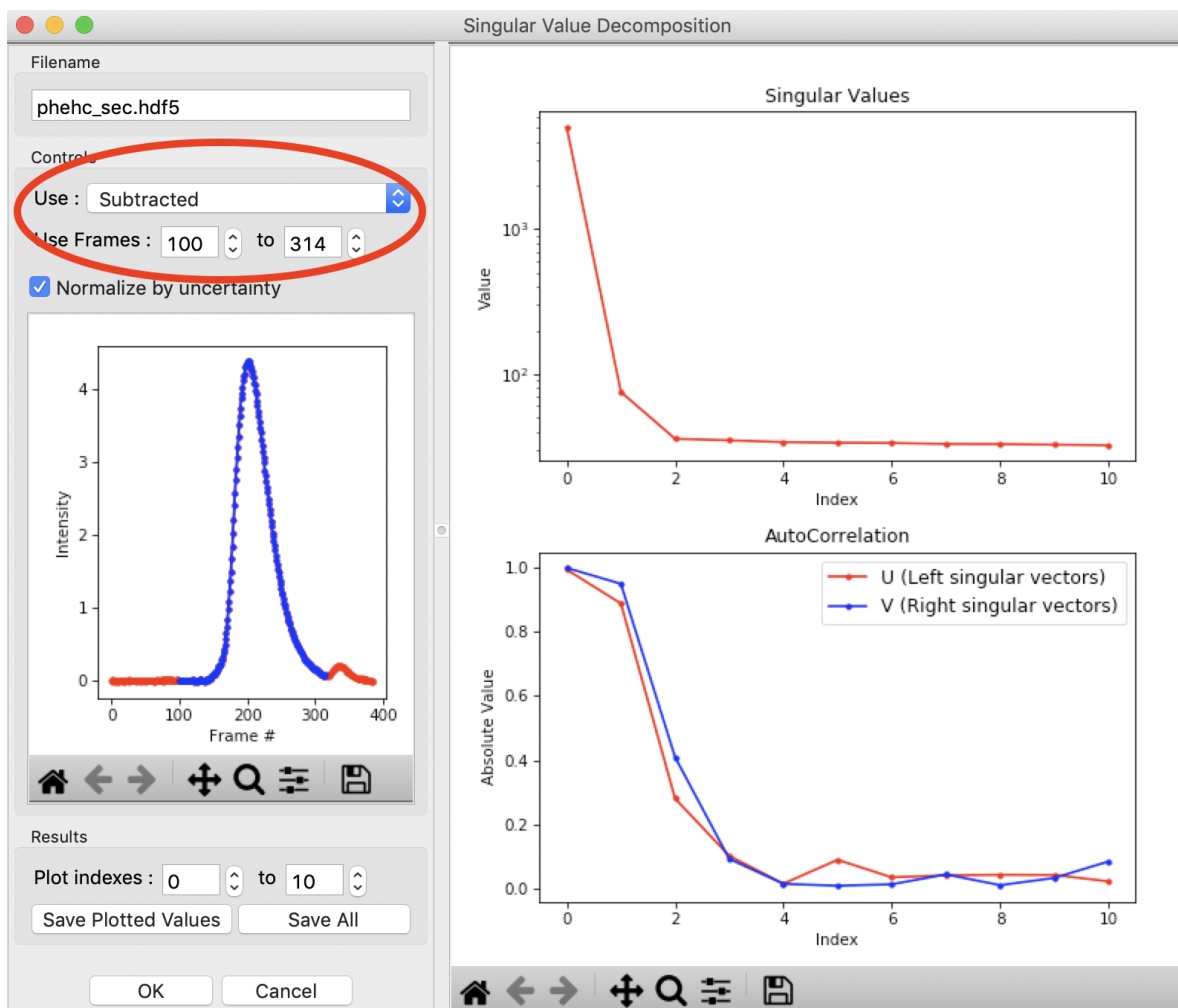 Singular Value Decomposition
Filename
phehc_sec.hdf5
Controls
Use : Subtracted
Use Frames : 100 to 314
Normalize by uncertainty
4
3
2
1
0
Intensity
0 100 200 300 400
Frame #
Results
Plot indexes : 0 to 10
Save Plotted Values Save All
OK Cancel
Singular Values
10³
10²
Value
0 2 4 6 8 10
Index
AutoCorrelation
U (Left singular vectors)
V (Right singular vectors)
1.0
0.8
0.6
0.4
0.2
0.0
Absolute Value
0 2 4 6 8 10
Index